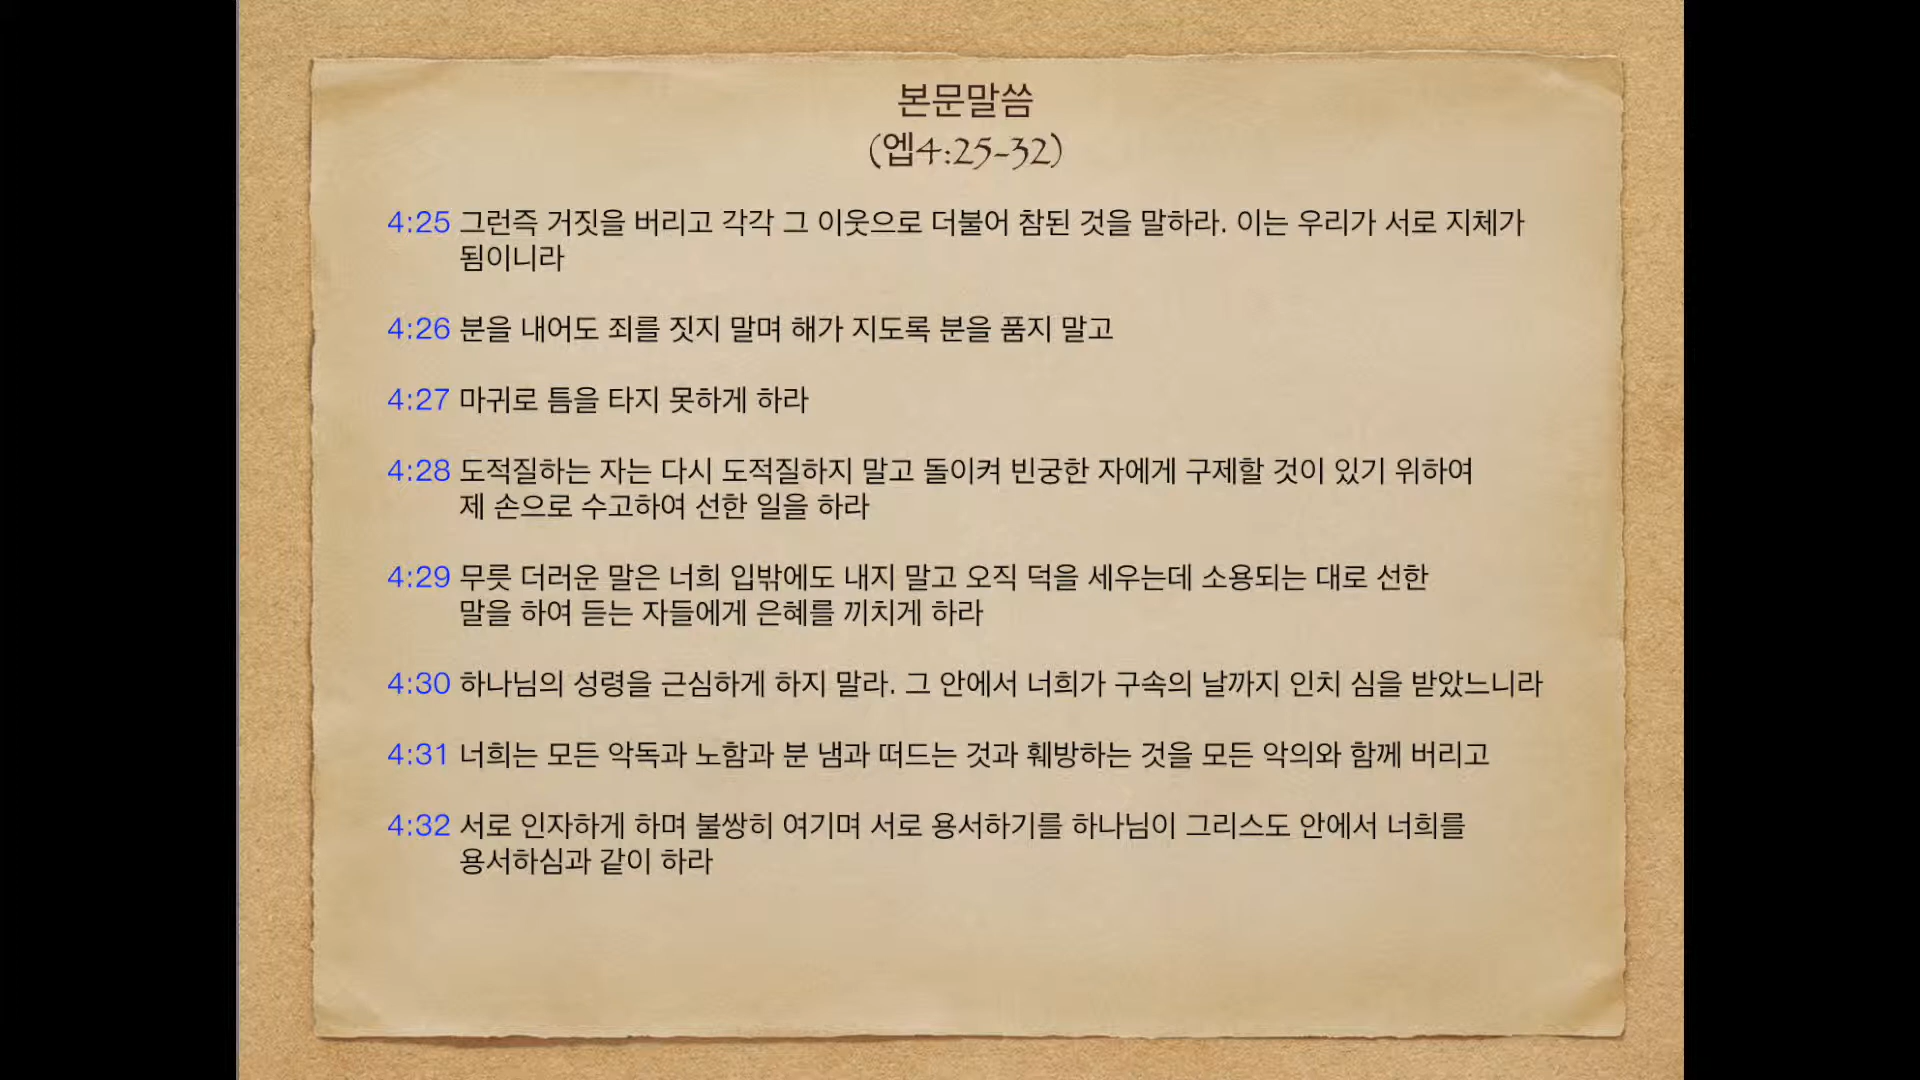 본문말씀
(엡4:25-32)
4:25 그런즉 거짓을 버리고 각각 그 이웃으로 더불어 참된 것을 말하라. 이는 우리가 서로 지체가
됨이니라
4:26 분을 내어도 죄를 짓지 말며 해가 지도록 분을 품지 말고
4:27 마귀로 틈을 타지 못하게 하라
4:28 도적질하는 자는 다시 도적질하지 말고 돌이켜 빈궁한 자에게 구제할 것이 있기 위하여
제 손으로 수고하여 선한 일을 하라
4:29 무릇 더러운 말은 너희 입밖에도 내지 말고 오직 덕을 세우는데 소용되는 대로 선한
말을 하여 듣는 자들에게 은혜를 끼치게 하라
4:30 하나님의 성령을 근심하게 하지 말라. 그 안에서 너희가 구속의 날까지 인치 심을 받았느니라
4:31 너희는 모든 악독과 노함과 분 냄과 떠드는 것과 훼방하는 것을 모든 악의와 함께 버리고
4:32 서로 인자하게 하며 불쌍히 여기며 서로 용서하기를 하나님이 그리스도 안에서 너희를
용서하심과 같이 하라